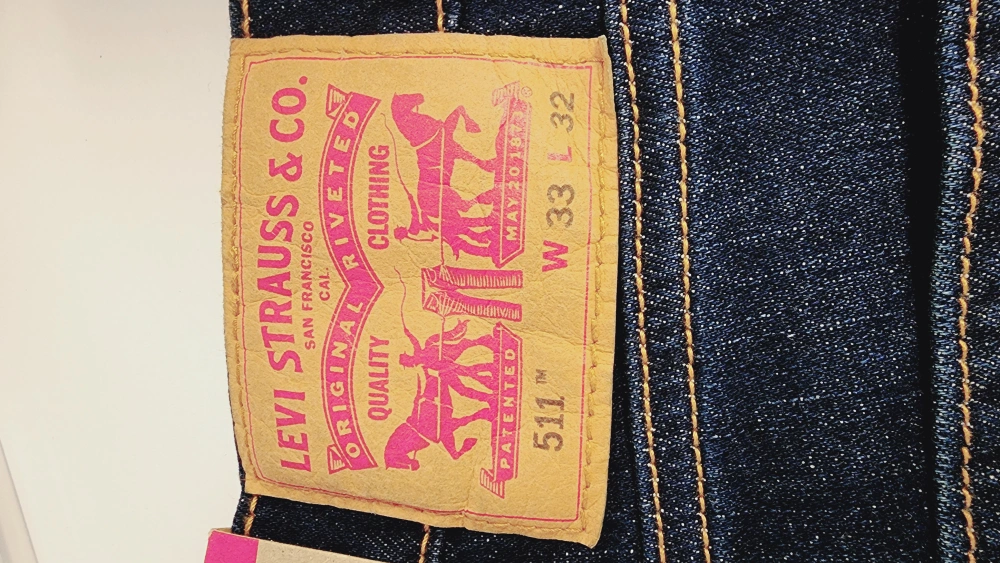 LEVI STRAUSS & CO.
SAN FRANCISCO
CAL.
ORIGINAL RIVETED
QUALITY CLOTHING
PATENTED MAY 20 1873
511™ W 33 L 32